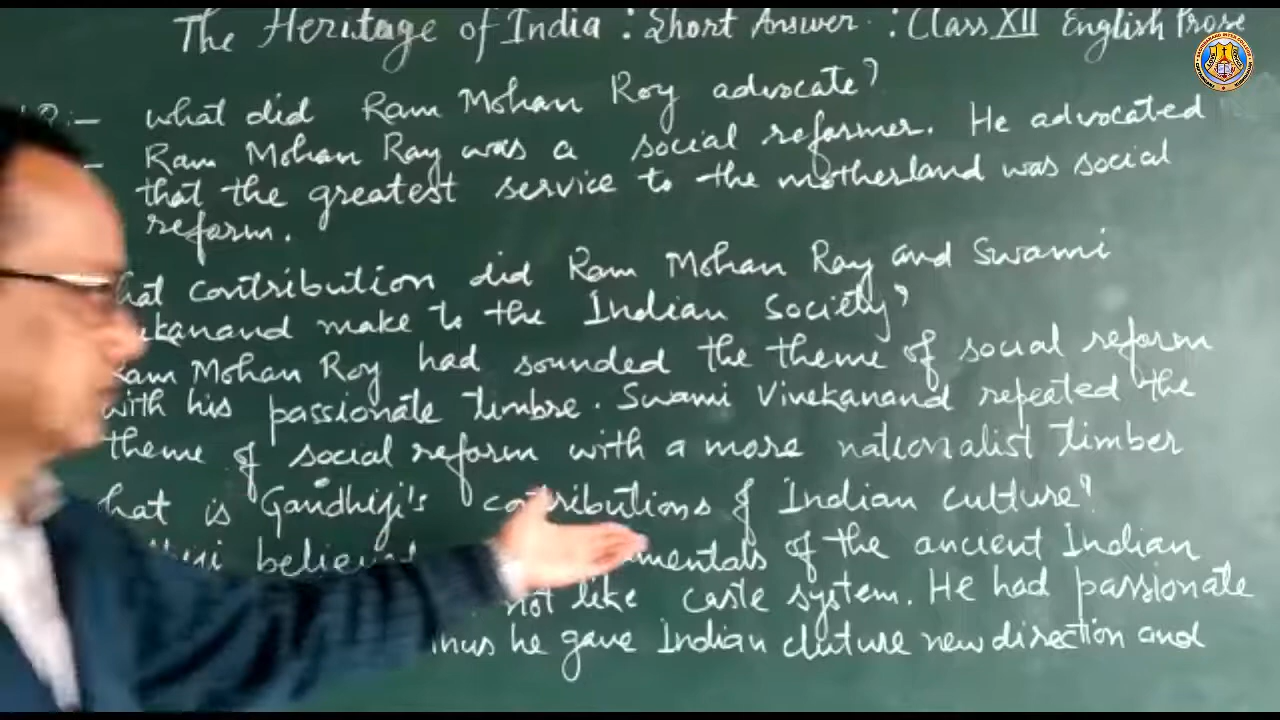 The Heritage of India : Short Answer : Class XII English Prose
what did Ram Mohan Roy advocate?
Ram Mohan Roy was a social reformer. He advocated
that the greatest service to the motherland was social
reform.
hat contribution did Ram Mohan Roy and Swami
ekanand make to the Indian Society?
Ram Mohan Roy had sounded the theme of social reform
with his passionate timbre. Swami Vivekanand repeated the
theme of social reform with a more nationalist timber
hat is Gandhiji's contributions of Indian culture?
believ mentals of the ancient Indian
not like caste system. He had passionate
hus he gave Indian cluture new direction and